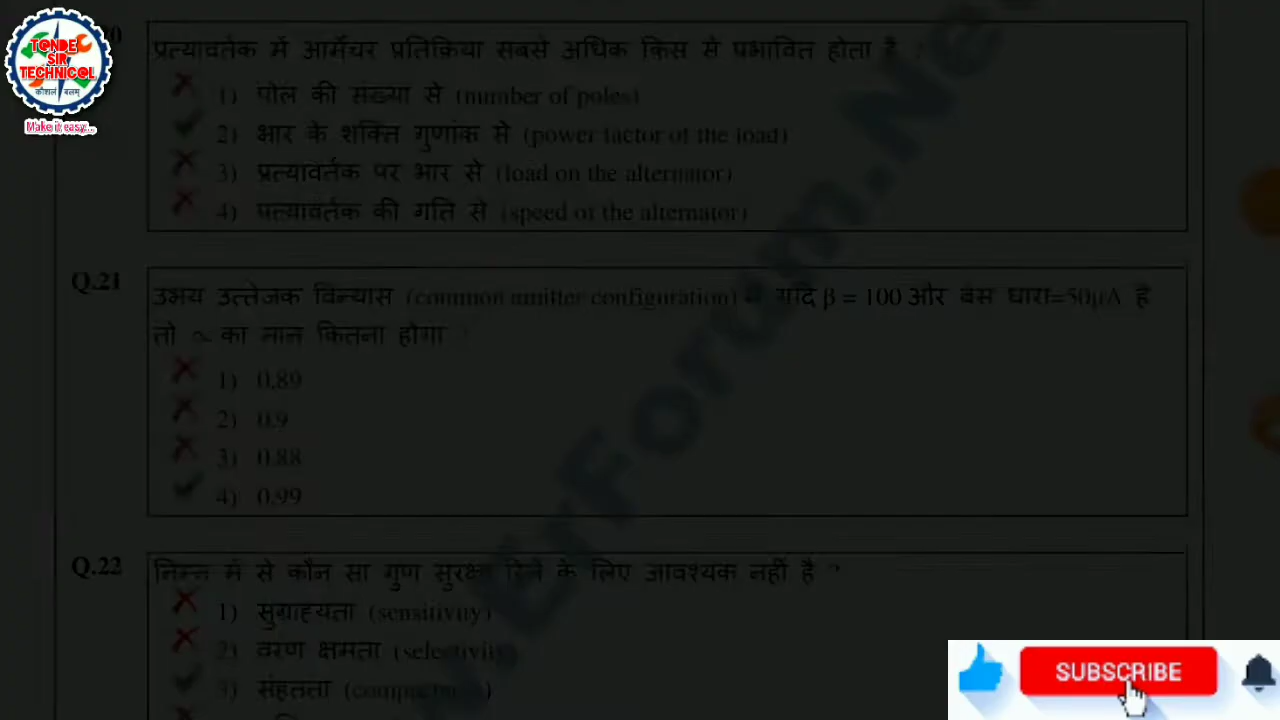 TONDE
SIR
TECHNICOL
कौशलं बलम्
Make it easy...
प्रत्यावर्तक में आर्मेचर प्रतिक्रिया सबसे अधिक किस से प्रभावित होता है
1) पोल की संख्या से (number of poles)
2) भार के शक्ति गुणांक से (power factor of the load)
3) प्रत्यावर्तक पर भार से (load on the alternator)
4) प्रत्यावर्तक की गति से (speed of the alternator)
Q.21
उभय उत्तेजक विन्यास (common emitter configuration) में यदि β = 100 और बेस धारा=50μA है
तो का मान कितना होगा
1) 0.89
2) 0.9
3) 0.88
4) 0.99
Q.22
निम्न में से कौन सा गुण सुरक्षा रिले के लिए आवश्यक नहीं है ?
1) सुग्राह्यता (sensitivity)
2) वरण क्षमता (selectivity)
3) संहतता
SUBSCRIBE